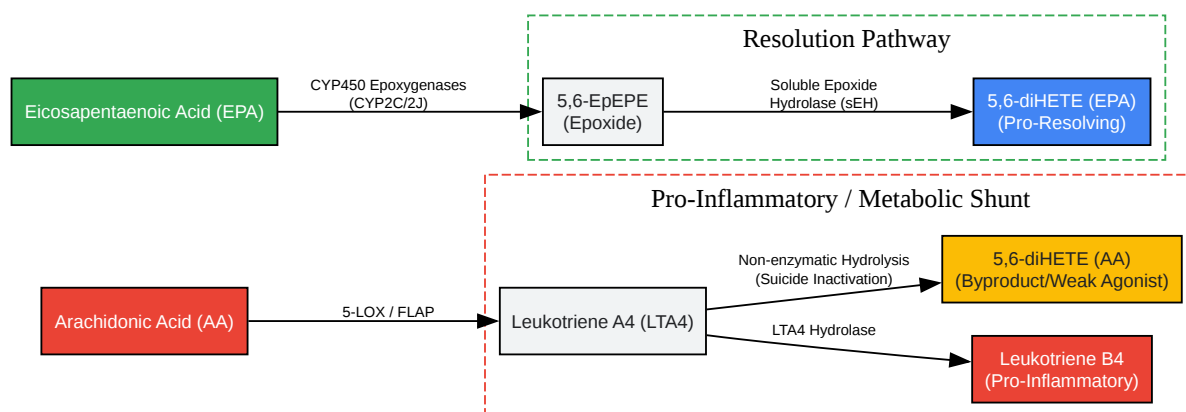 Resolution Pathway
Eicosapentaenoic Acid (EPA)
CYP450 Epoxygenases
(CYP2C/2J)
5,6-EpEPE
(Epoxide)
Soluble Epoxide
Hydrolase (sEH)
5,6-diHETE (EPA)
(Pro-Resolving)
Pro-Inflammatory / Metabolic Shunt
Arachidonic Acid (AA)
5-LOX / FLAP
Leukotriene A4 (LTA4)
Non-enzymatic Hydrolysis
(Suicide Inactivation)
5,6-diHETE (AA)
(Byproduct/Weak Agonist)
LTA4 Hydrolase
Leukotriene B4
(Pro-Inflammatory)